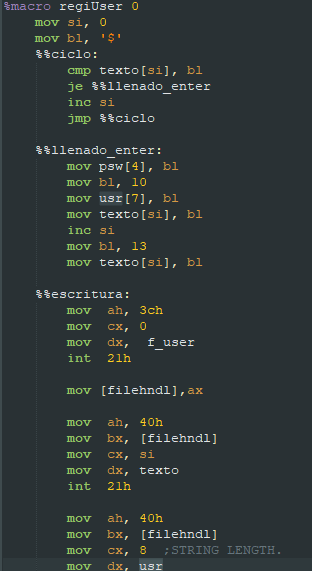 %macro regiUser 0
mov si, 0
mov bl, '$'
%%ciclo:
cmp texto[si], bl
je %%llenado_enter
inc si
jmp %%ciclo
%%llenado_enter:
mov psw[4], bl
mov bl, 10
mov usr[7], bl
mov texto[si], bl
inc si
mov bl, 13
mov texto[si], bl
%%escritura:
mov ah, 3ch
mov cx, 0
mov dx, f_user
int 21h
mov [filehndl],ax
mov ah, 40h
mov bx, [filehndl]
mov cx, si
mov dx, texto
int 21h
mov ah, 40h
mov bx, [filehndl]
mov cx, 8 ;STRING LENGTH.
mov dx, usr